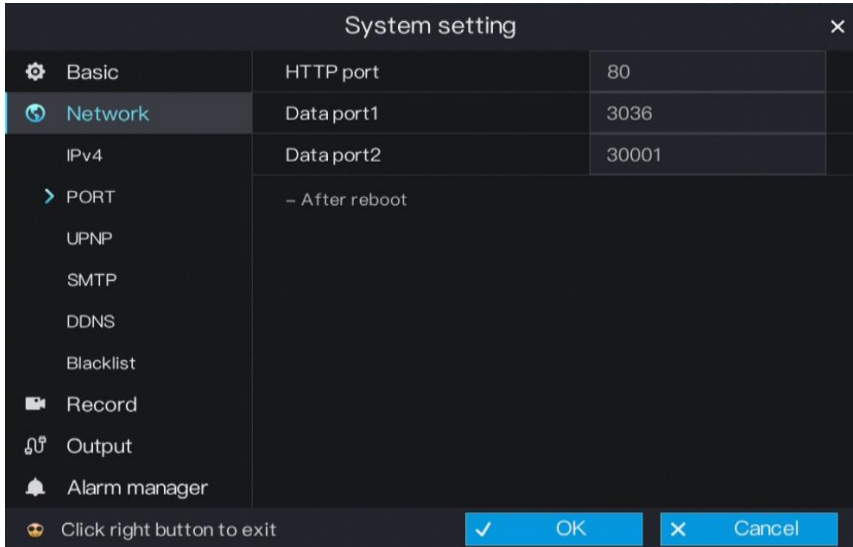 System setting
Basic
HTTP port 80
Network
Data port1 3036
IPv4
Data port2 30001
PORT
– After reboot
UPNP
SMTP
DDNS
Blacklist
Record
Output
Alarm manager
Click right button to exit
OK
Cancel